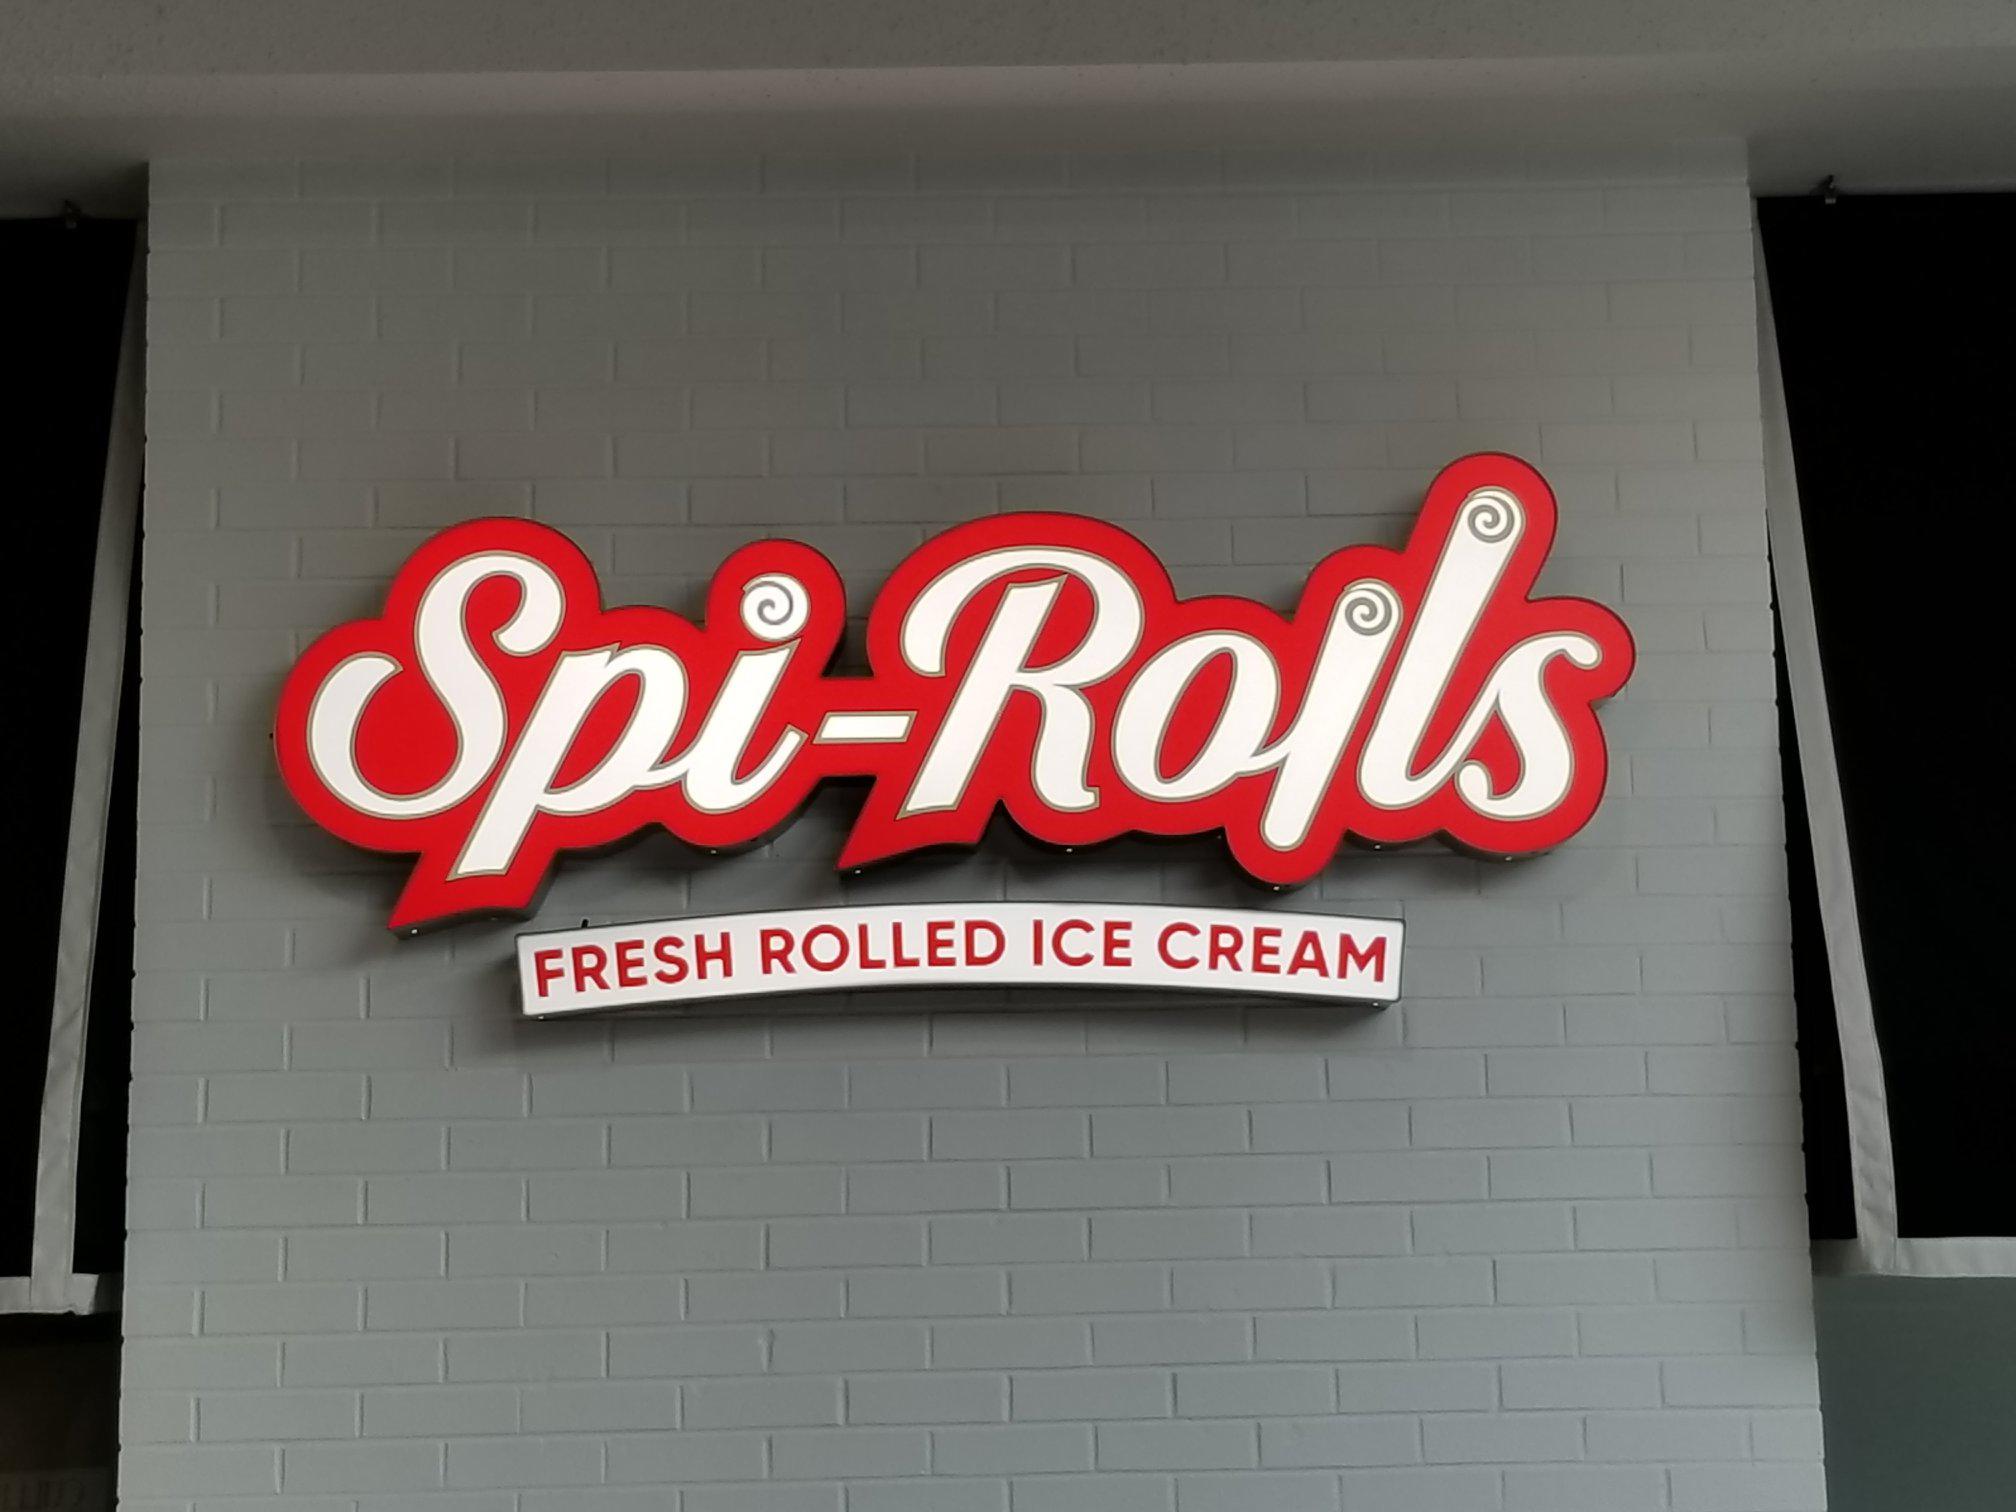 Spi-Rolls
FRESH ROLLED ICE CREAM